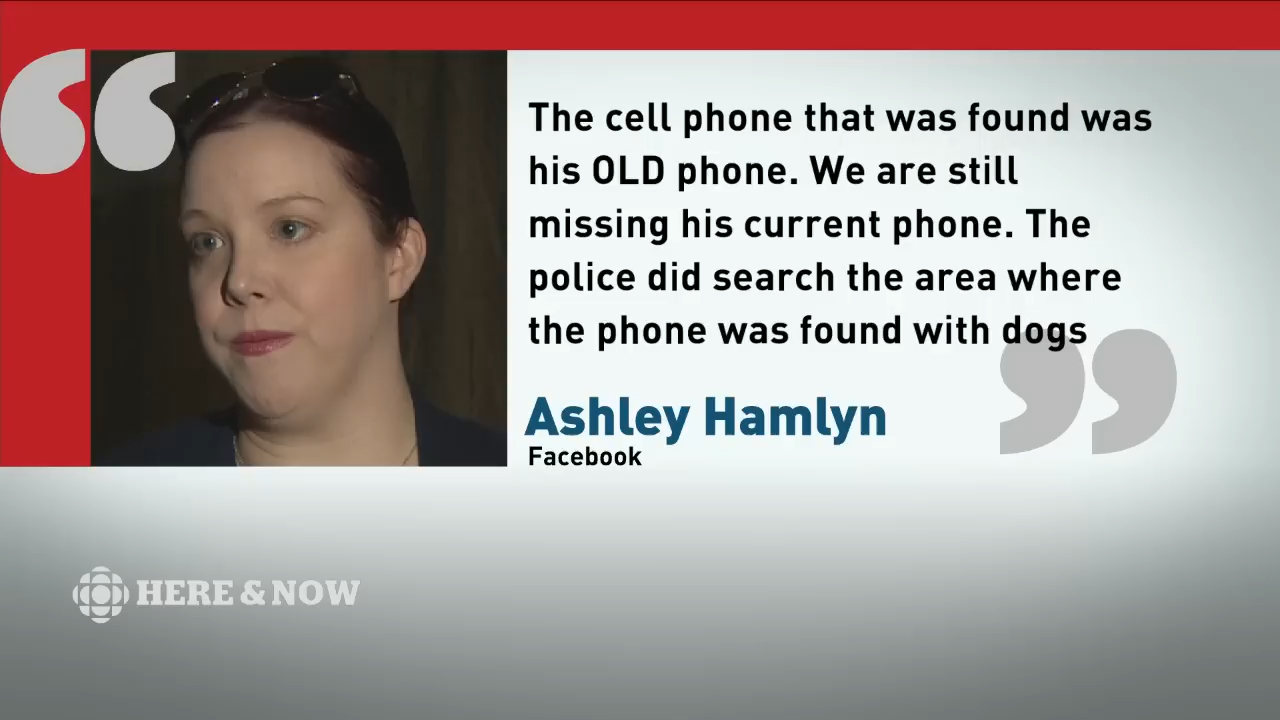 The cell phone that was found was
his OLD phone. We are still
missing his current phone. The
police did search the area where
the phone was found with dogs
Ashley Hamlyn
Facebook
HERE & NOW